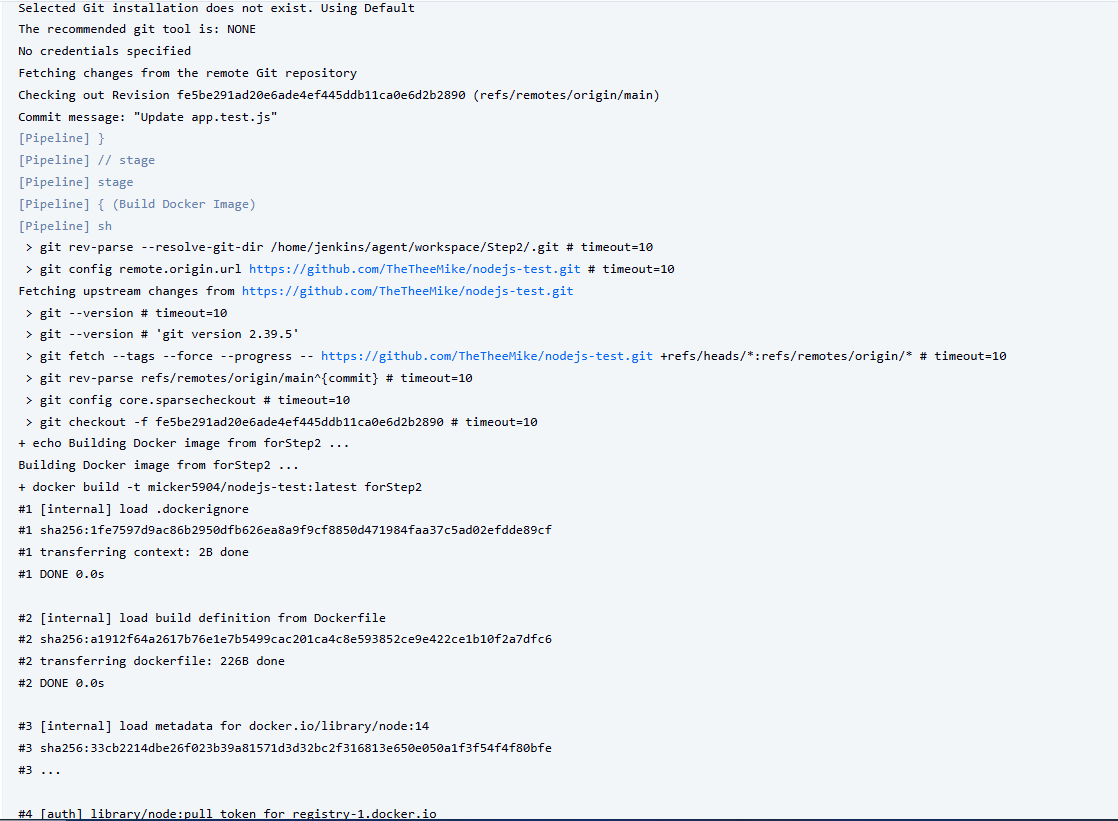 Selected Git installation does not exist. Using Default
The recommended git tool is: NONE
No credentials specified
Fetching changes from the remote Git repository
Checking out Revision fe5be291ad20e6ade4ef445ddb11ca0e6d2b2890 (refs/remotes/origin/main)
Commit message: "Update app.test.js"
[Pipeline] }
[Pipeline] // stage
[Pipeline] stage
[Pipeline] { (Build Docker Image)
[Pipeline] sh
> git rev-parse --resolve-git-dir /home/jenkins/agent/workspace/Step2/.git # timeout=10
> git config remote.origin.url https://github.com/TheTheeMike/nodejs-test.git # timeout=10
Fetching upstream changes from https://github.com/TheTheeMike/nodejs-test.git
> git --version # timeout=10
> git --version # 'git version 2.39.5'
> git fetch --tags --force --progress -- https://github.com/TheTheeMike/nodejs-test.git +refs/heads/*:refs/remotes/origin/* # timeout=10
> git rev-parse refs/remotes/origin/main^{commit} # timeout=10
> git config core.sparsecheckout # timeout=10
> git checkout -f fe5be291ad20e6ade4ef445ddb11ca0e6d2b2890 # timeout=10
+ echo Building Docker image from forStep2 ...
Building Docker image from forStep2 ...
+ docker build -t micker5904/nodejs-test:latest forStep2
#1 [internal] load .dockerignore
#1 sha256:1fe7597d9ac86b2950dfb626ea8a9f9cf8850d471984faa37c5ad02efdde89cf
#1 transferring context: 2B done
#1 DONE 0.0s
#2 [internal] load build definition from Dockerfile
#2 sha256:a1912f64a2617b76e1e7b5499cac201ca4c8e593852ce9e422ce1b10f2a7dfc6
#2 transferring dockerfile: 226B done
#2 DONE 0.0s
#3 [internal] load metadata for docker.io/library/node:14
#3 sha256:33cb2214dbe26f023b39a81571d3d32bc2f316813e650e050a1f3f54f4f80bfe
#3 ...
#4 [auth] library/node:pull token for registry-1.docker.io